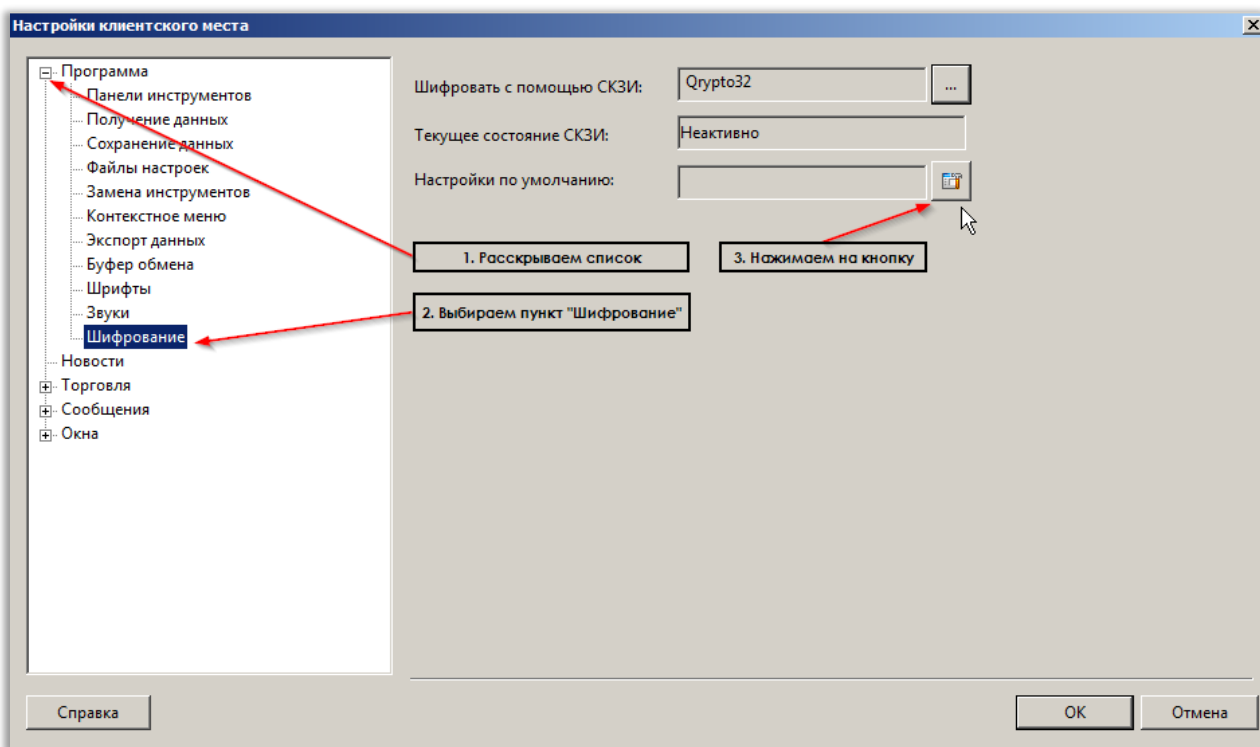 Настройки клиентского места
Программа
Панели инструментов
Получение данных
Сохранение данных
Файлы настроек
Замена инструментов
Контекстное меню
Экспорт данных
Буфер обмена
Шрифты
Звуки
Шифрование
Новости
Торговля
Сообщения
Окна
Шифровать с помощью СКЗИ:
Qrypto32
...
Текущее состояние СКЗИ:
Неактивно
Настройки по умолчанию:
1. Расскрываем список
3. Нажимаем на кнопку
2. Выбираем пункт "Шифрование"
Справка
OK
Отмена